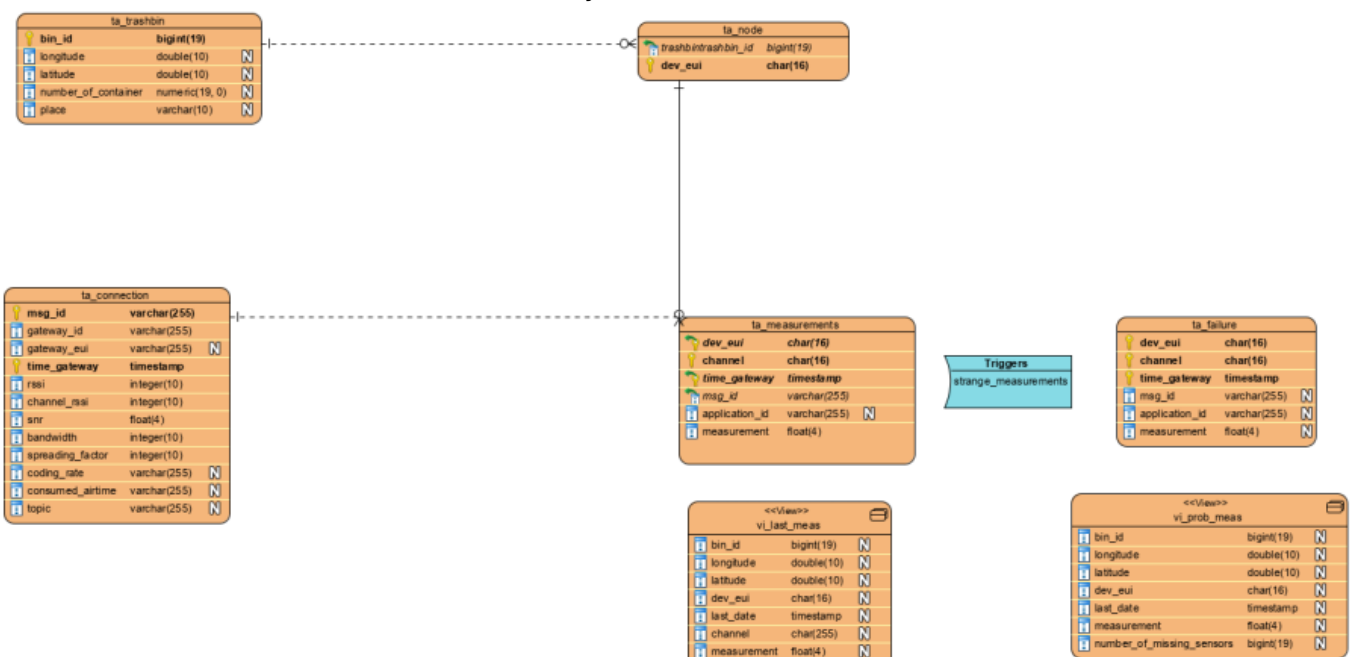 ta_trashbin
bin_id bigint(19)
longitude double(10) N
latitude double(10) N
number_of_container numeric(19, 0) N
place varchar(10) N
ta_node
trashbintrashbin_id bigint(19)
dev_eui char(16)
ta_connection
msg_id varchar(255)
gateway_id varchar(255)
gateway_eui varchar(255) N
time_gateway timestamp
rssi integer(10)
channel_rssi integer(10)
snr float(4)
bandwidth integer(10)
spreading_factor integer(10)
coding_rate varchar(255) N
consumed_airtime varchar(255) N
topic varchar(255) N
ta_measurements
dev_eui char(16)
channel char(16)
time_gateway timestamp
msg_id varchar(255)
application_id varchar(255) N
measurement float(4)
Triggers
strange_measurements
ta_failure
dev_eui char(16)
channel char(16)
time_gateway timestamp
msg_id varchar(255) N
application_id varchar(255) N
measurement float(4) N
<<View>>
vi_last_meas
bin_id bigint(19) N
longitude double(10) N
latitude double(10) N
dev_eui char(16) N
last_date timestamp N
channel char(255) N
measurement float(4) N
<<View>>
vi_prob_meas
bin_id bigint(19) N
longitude double(10) N
latitude double(10) N
dev_eui char(16) N
last_date timestamp N
measurement float(4) N
number_of_missing_sensors bigint(19) N